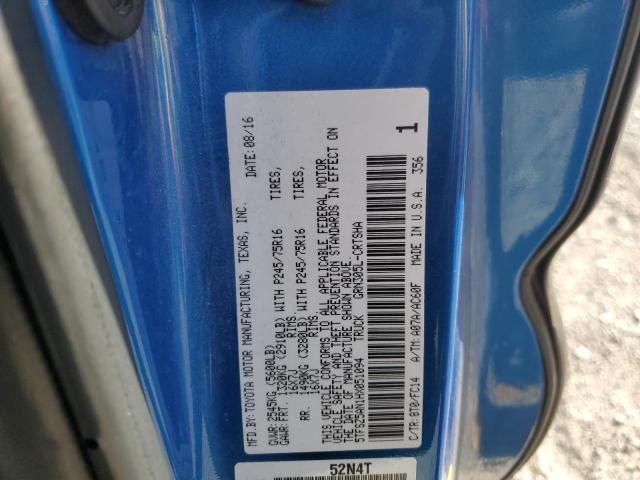 MFD.BY:TOYOTA MOTOR MANUFACTURING, TEXAS, INC. DATE: 08/16
GVWR:2545KG (5600LB)
GAWR:FRT. 1320KG (2910LB) WITH P245/75R16 TIRES,
16X7J RIMS
RR. 1490KG (3280LB) WITH P245/75R16 TIRES,
16X7J RIMS
THIS VEHICLE CONFORMS TO ALL APPLICABLE FEDERAL MOTOR
VEHICLE SAFETY AND THEFT PREVENTION STANDARDS IN EFFECT ON
THE DATE OF MANUFACTURE SHOWN ABOVE.
5TFSZ5AN1HX051094 TRUCK GRN305L-CRTSHA 1
C/TR:8T0/FC14 A/TM:A07A/AC60F MADE IN U.S.A. 356
52N4T